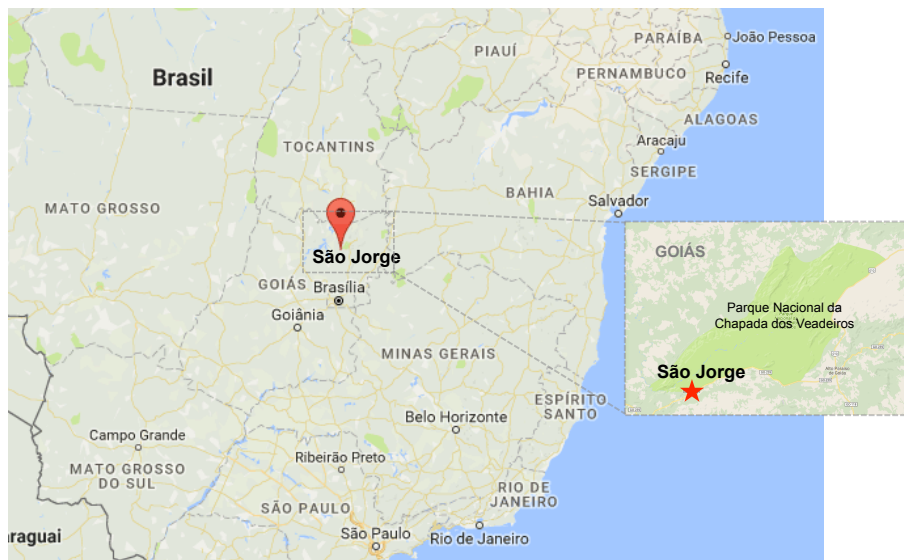 João Pessoa
PARAÍBA
PIAUÍ
Brasil
PERNAMBUCO
Recife
ALAGOAS
TOCANTINS
Aracaju
SERGIPE
BAHIA
MATO GROSSO
Salvador
São Jorge
GOIÁS
Brasília
Goiânia
MINAS GERAIS
ESPÍRITO
SANTO
Belo Horizonte
Campo Grande
Ribeirão Preto
MATO GROSSO
DO SUL
RIO DE
JANEIRO
SÃO PAULO
São Paulo
Rio de Janeiro
araguai
GOIÁS
Parque Nacional da
Chapada dos Veadeiros
São Jorge